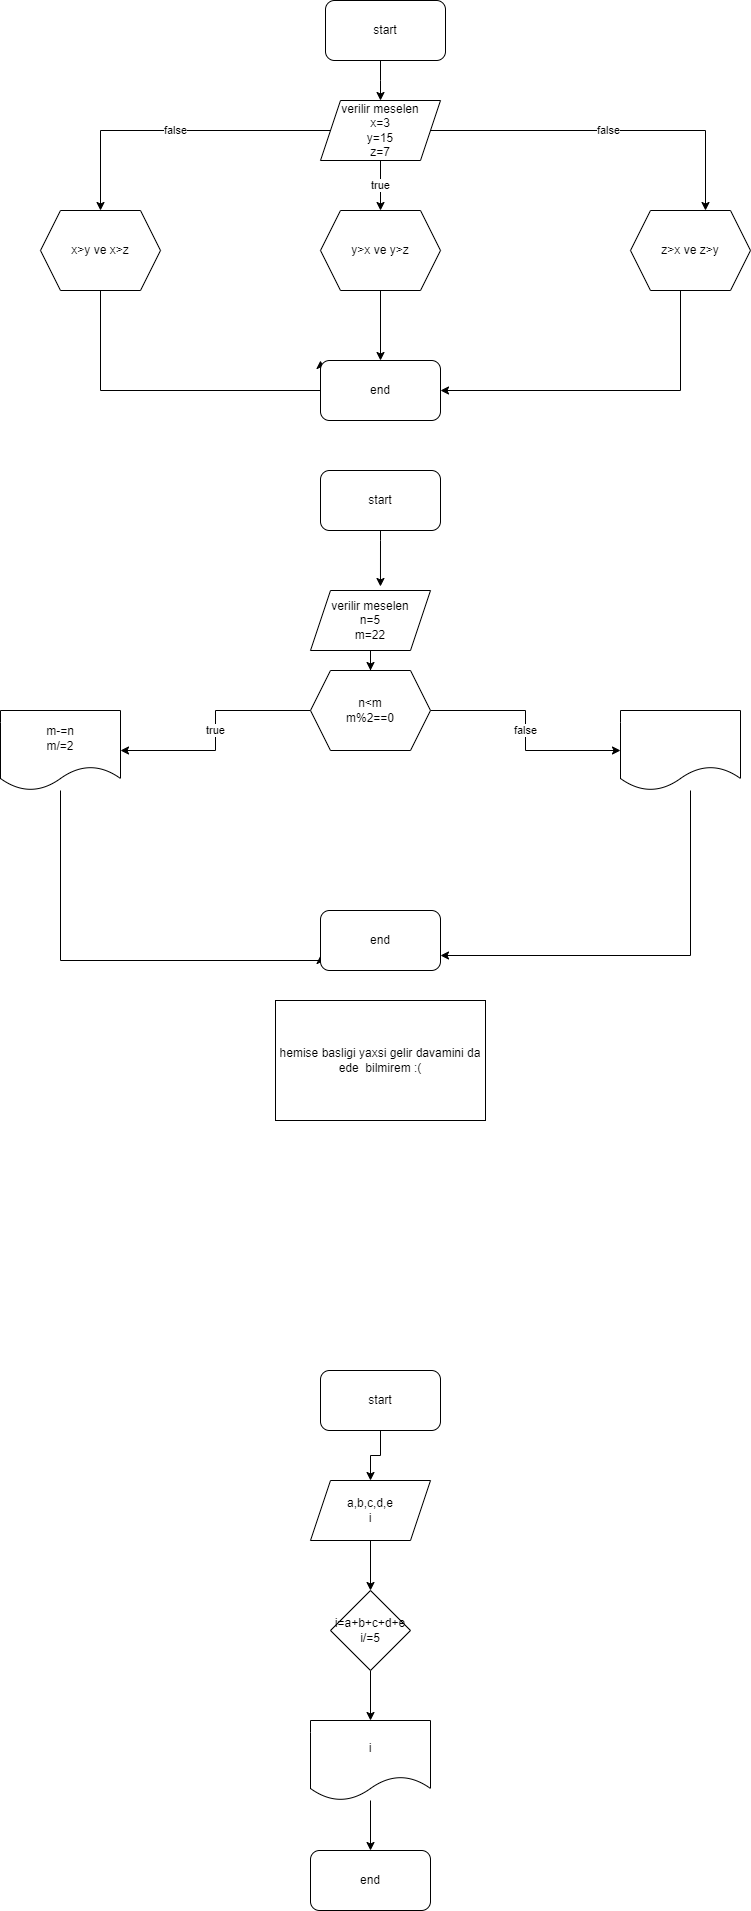 start
verilir meselen
x=3
y=15
z=7
false
false
true
x>y ve x>z
y>x ve y>z
z>x ve z>y
end
start
verilir meselen
n=5
m=22
n<m
m%2==0
true
false
m-=n
m/=2
end
hemise basligi yaxsi gelir davamini da
ede bilmirem :(
start
a,b,c,d,e
i
i=a+b+c+d+e
i/=5
i
end